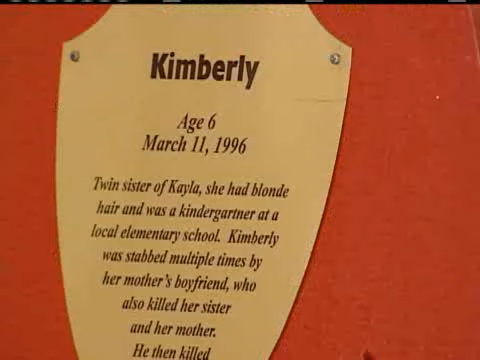 Kimberly
Age 6
March 11, 1996
Twin sister of Kayla, she had blonde
hair and was a kindergartner at a
local elementary school. Kimberly
was stabbed multiple times by
her mother's boyfriend, who
also killed her sister
and her mother.
He then killed